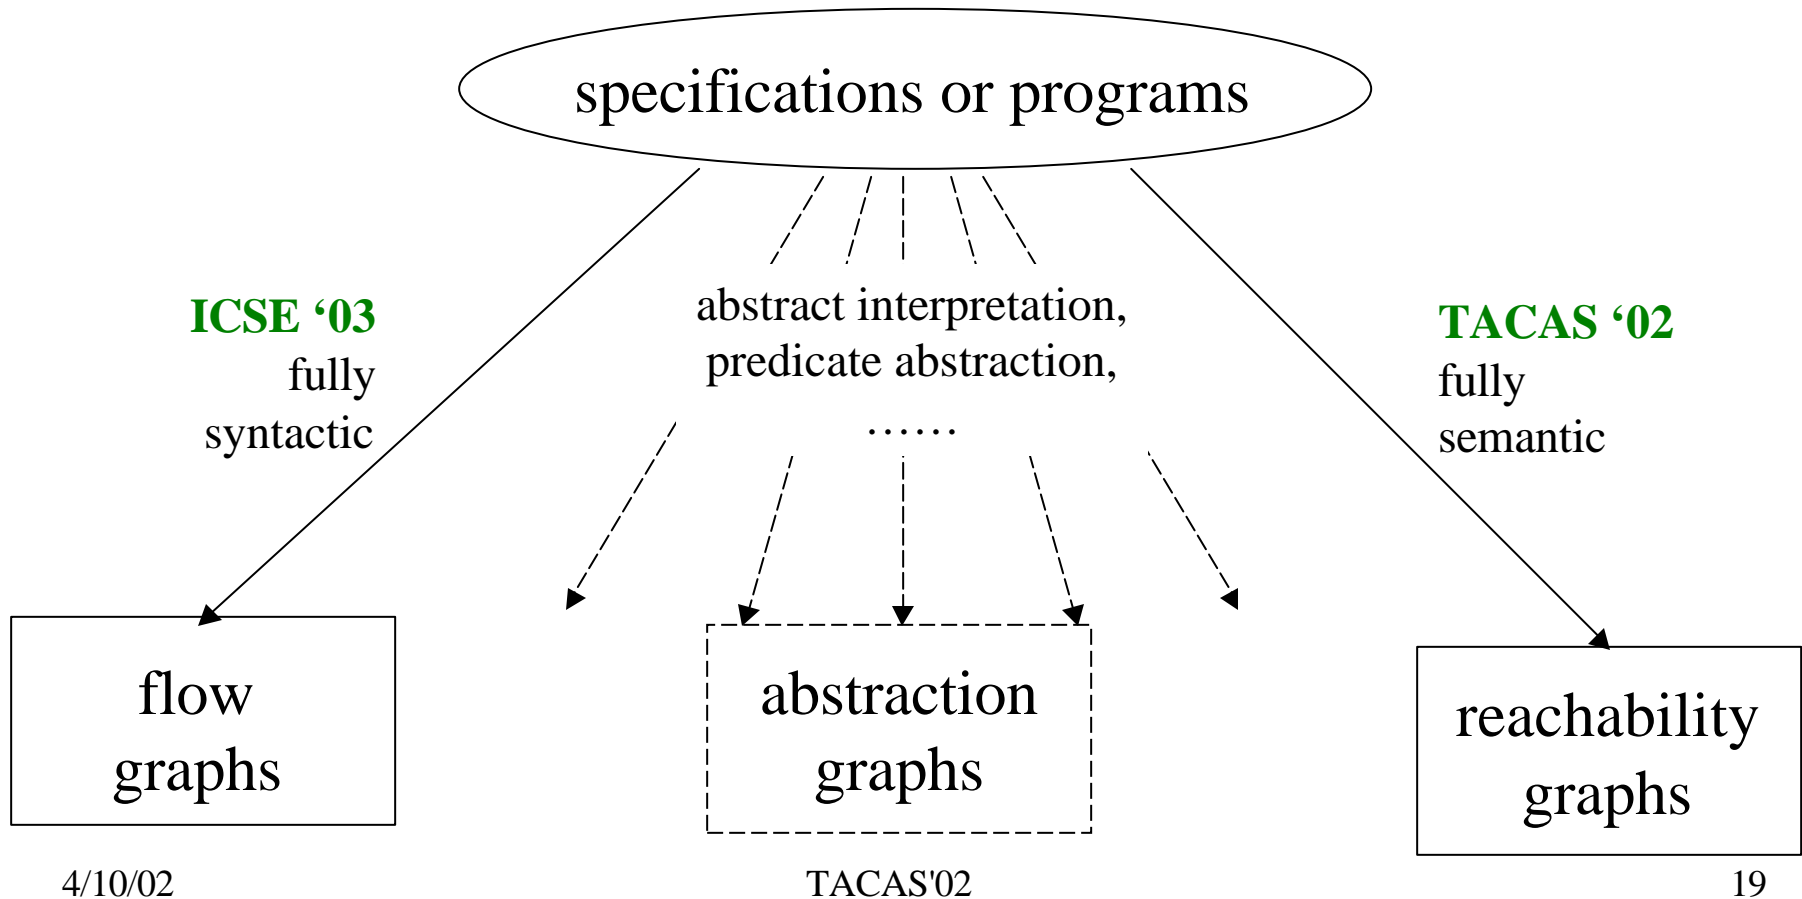 specifications or programs
ICSE ‘03
fully
syntactic
abstract interpretation,
predicate abstraction,
……
TACAS ‘02
fully
semantic
flow
graphs
abstraction
graphs
reachability
graphs
4/10/02
TACAS'02
19